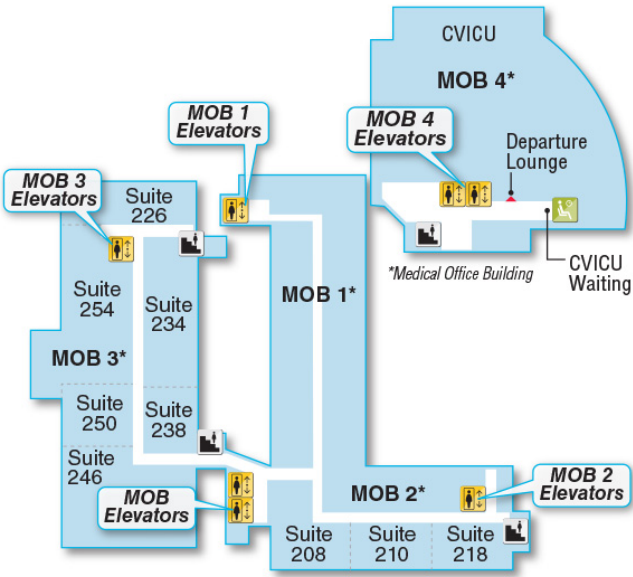 CVICU
MOB 4*
MOB 1
Elevators
MOB 4
Elevators
Departure
Lounge
MOB 3
Elevators
Suite
226
CVICU
Waiting
*Medical Office Building
Suite
254
Suite
234
MOB 1*
MOB 3*
Suite
250
Suite
238
Suite
246
MOB
Elevators
MOB 2*
MOB 2
Elevators
Suite
208
Suite
210
Suite
218